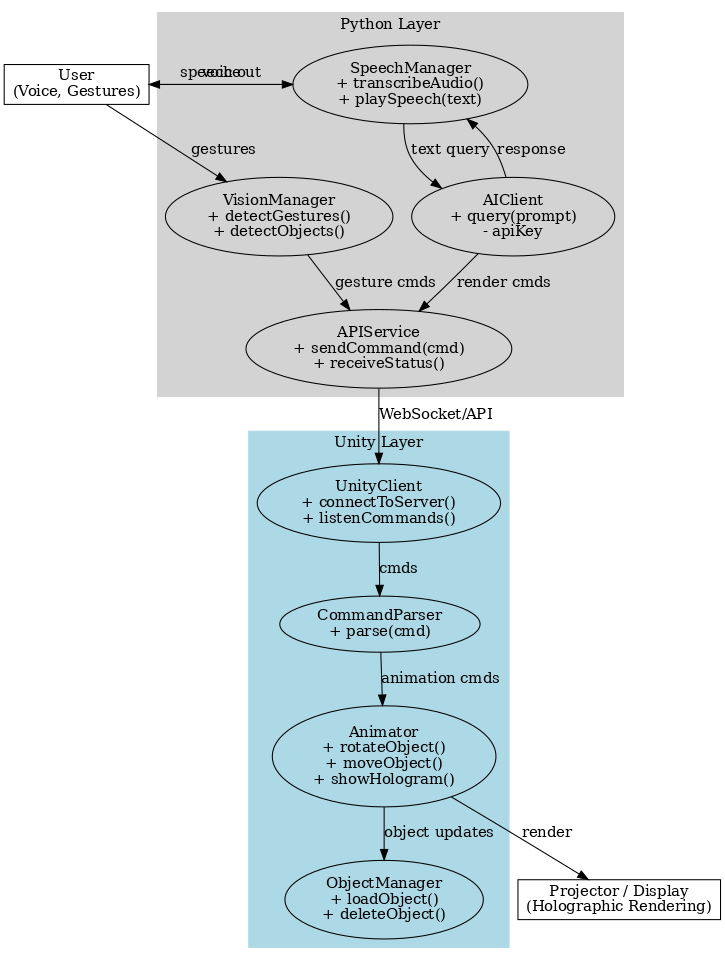 Python Layer
User
(Voice, Gestures)
speech out
voice
SpeechManager
+ transcribeAudio()
+ playSpeech(text)
gestures
text query
response
VisionManager
+ detectGestures()
+ detectObjects()
AIClient
+ query(prompt)
- apiKey
gesture cmds
render cmds
APIService
+ sendCommand(cmd)
+ receiveStatus()
WebSocket/API
Unity Layer
UnityClient
+ connectToServer()
+ listenCommands()
cmds
CommandParser
+ parse(cmd)
animation cmds
Animator
+ rotateObject()
+ moveObject()
+ showHologram()
object updates
render
ObjectManager
+ loadObject()
+ deleteObject()
Projector / Display
(Holographic Rendering)